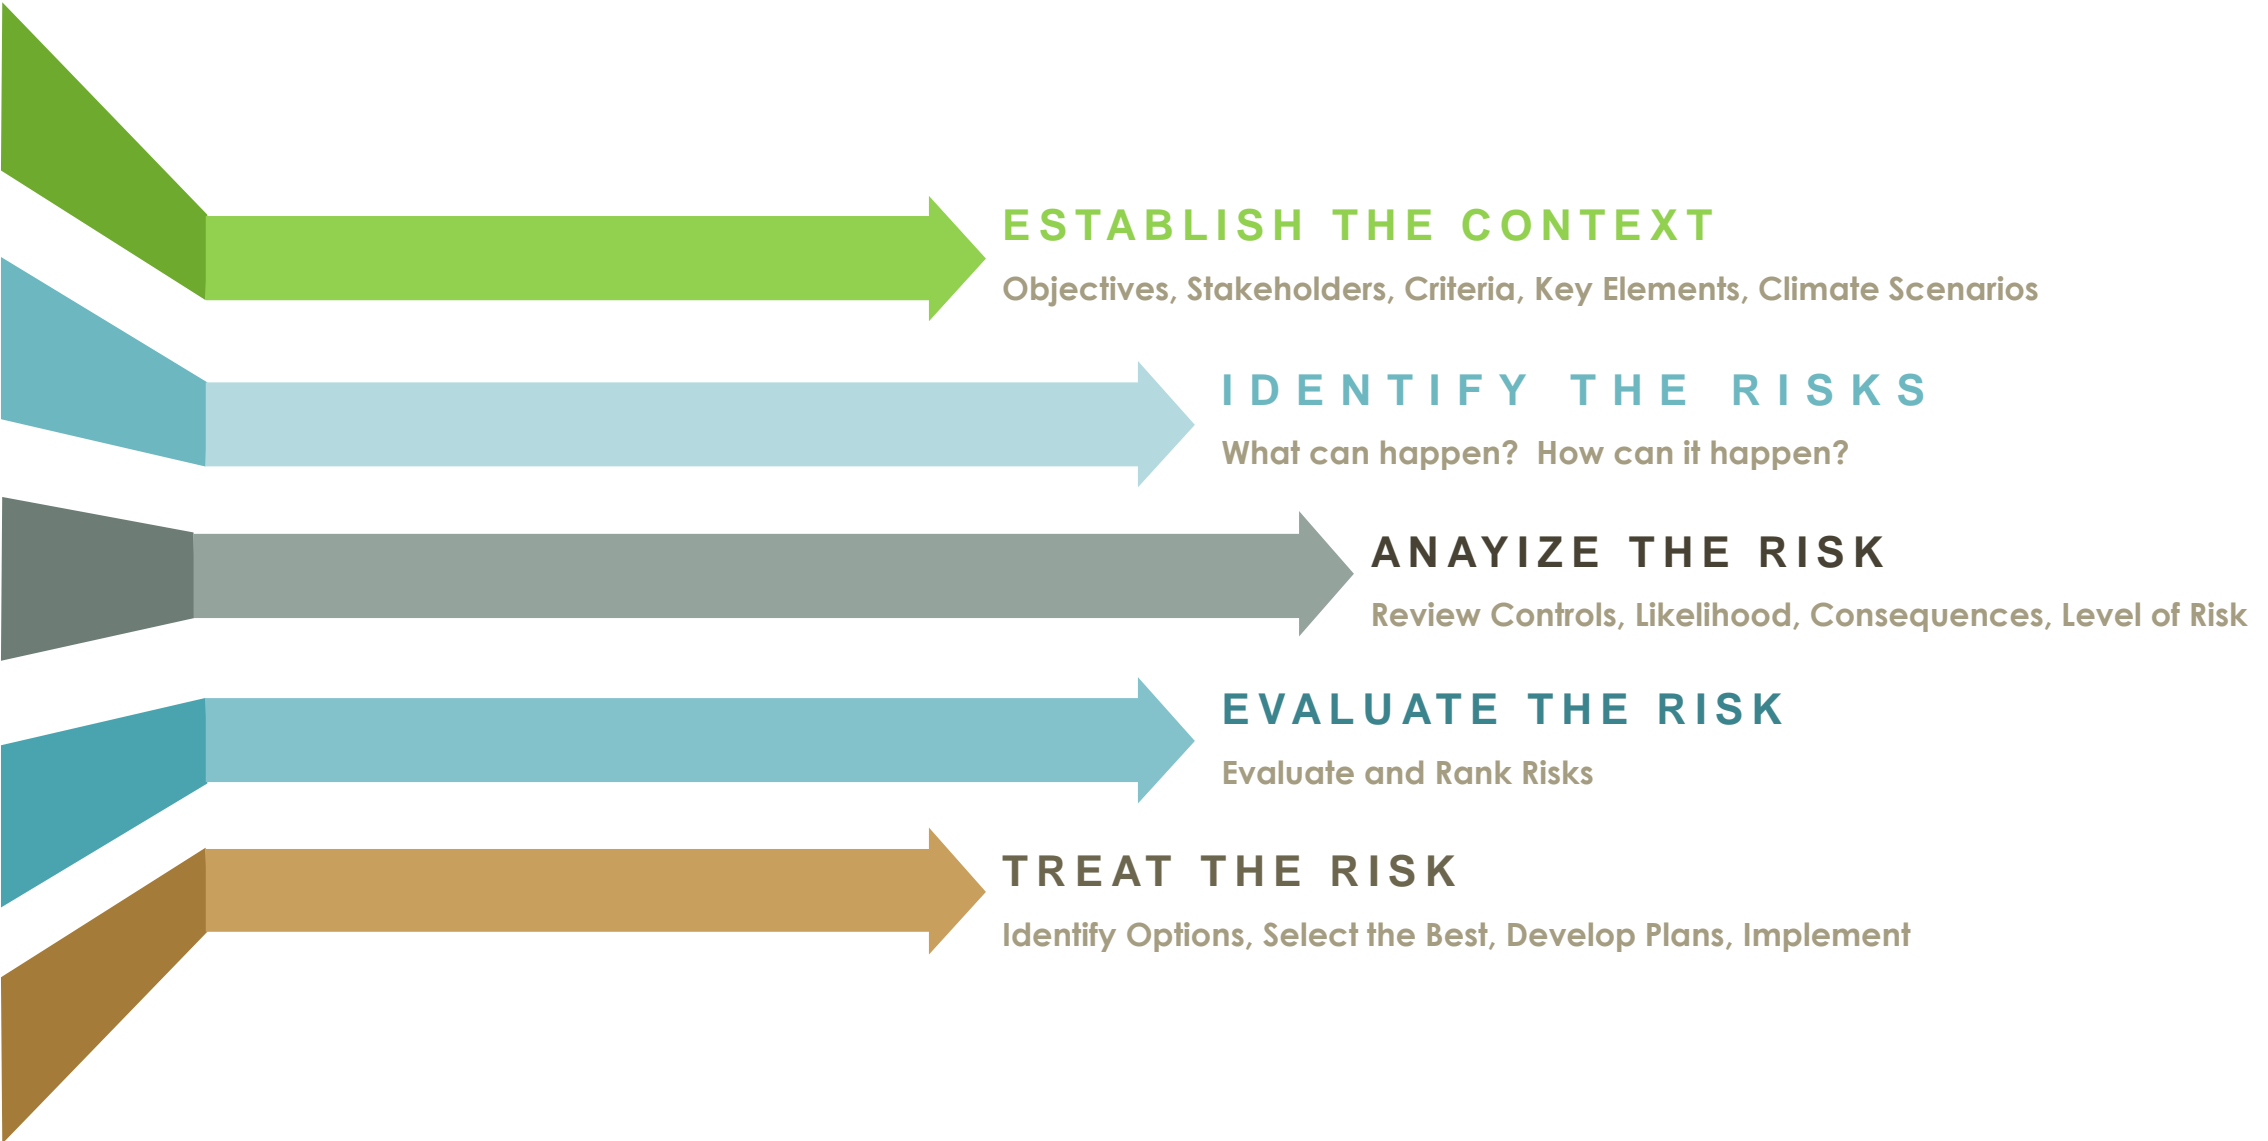 ESTABLISH THE CONTEXT
Objectives, Stakeholders, Criteria, Key Elements, Climate Scenarios
IDENTIFY THE RISKS
What can happen?  How can it happen?
ANAYIZE THE RISK
Review Controls, Likelihood, Consequences, Level of Risk
EVALUATE THE RISK
Evaluate and Rank Risks
TREAT THE RISK
Identify Options, Select the Best, Develop Plans, Implement